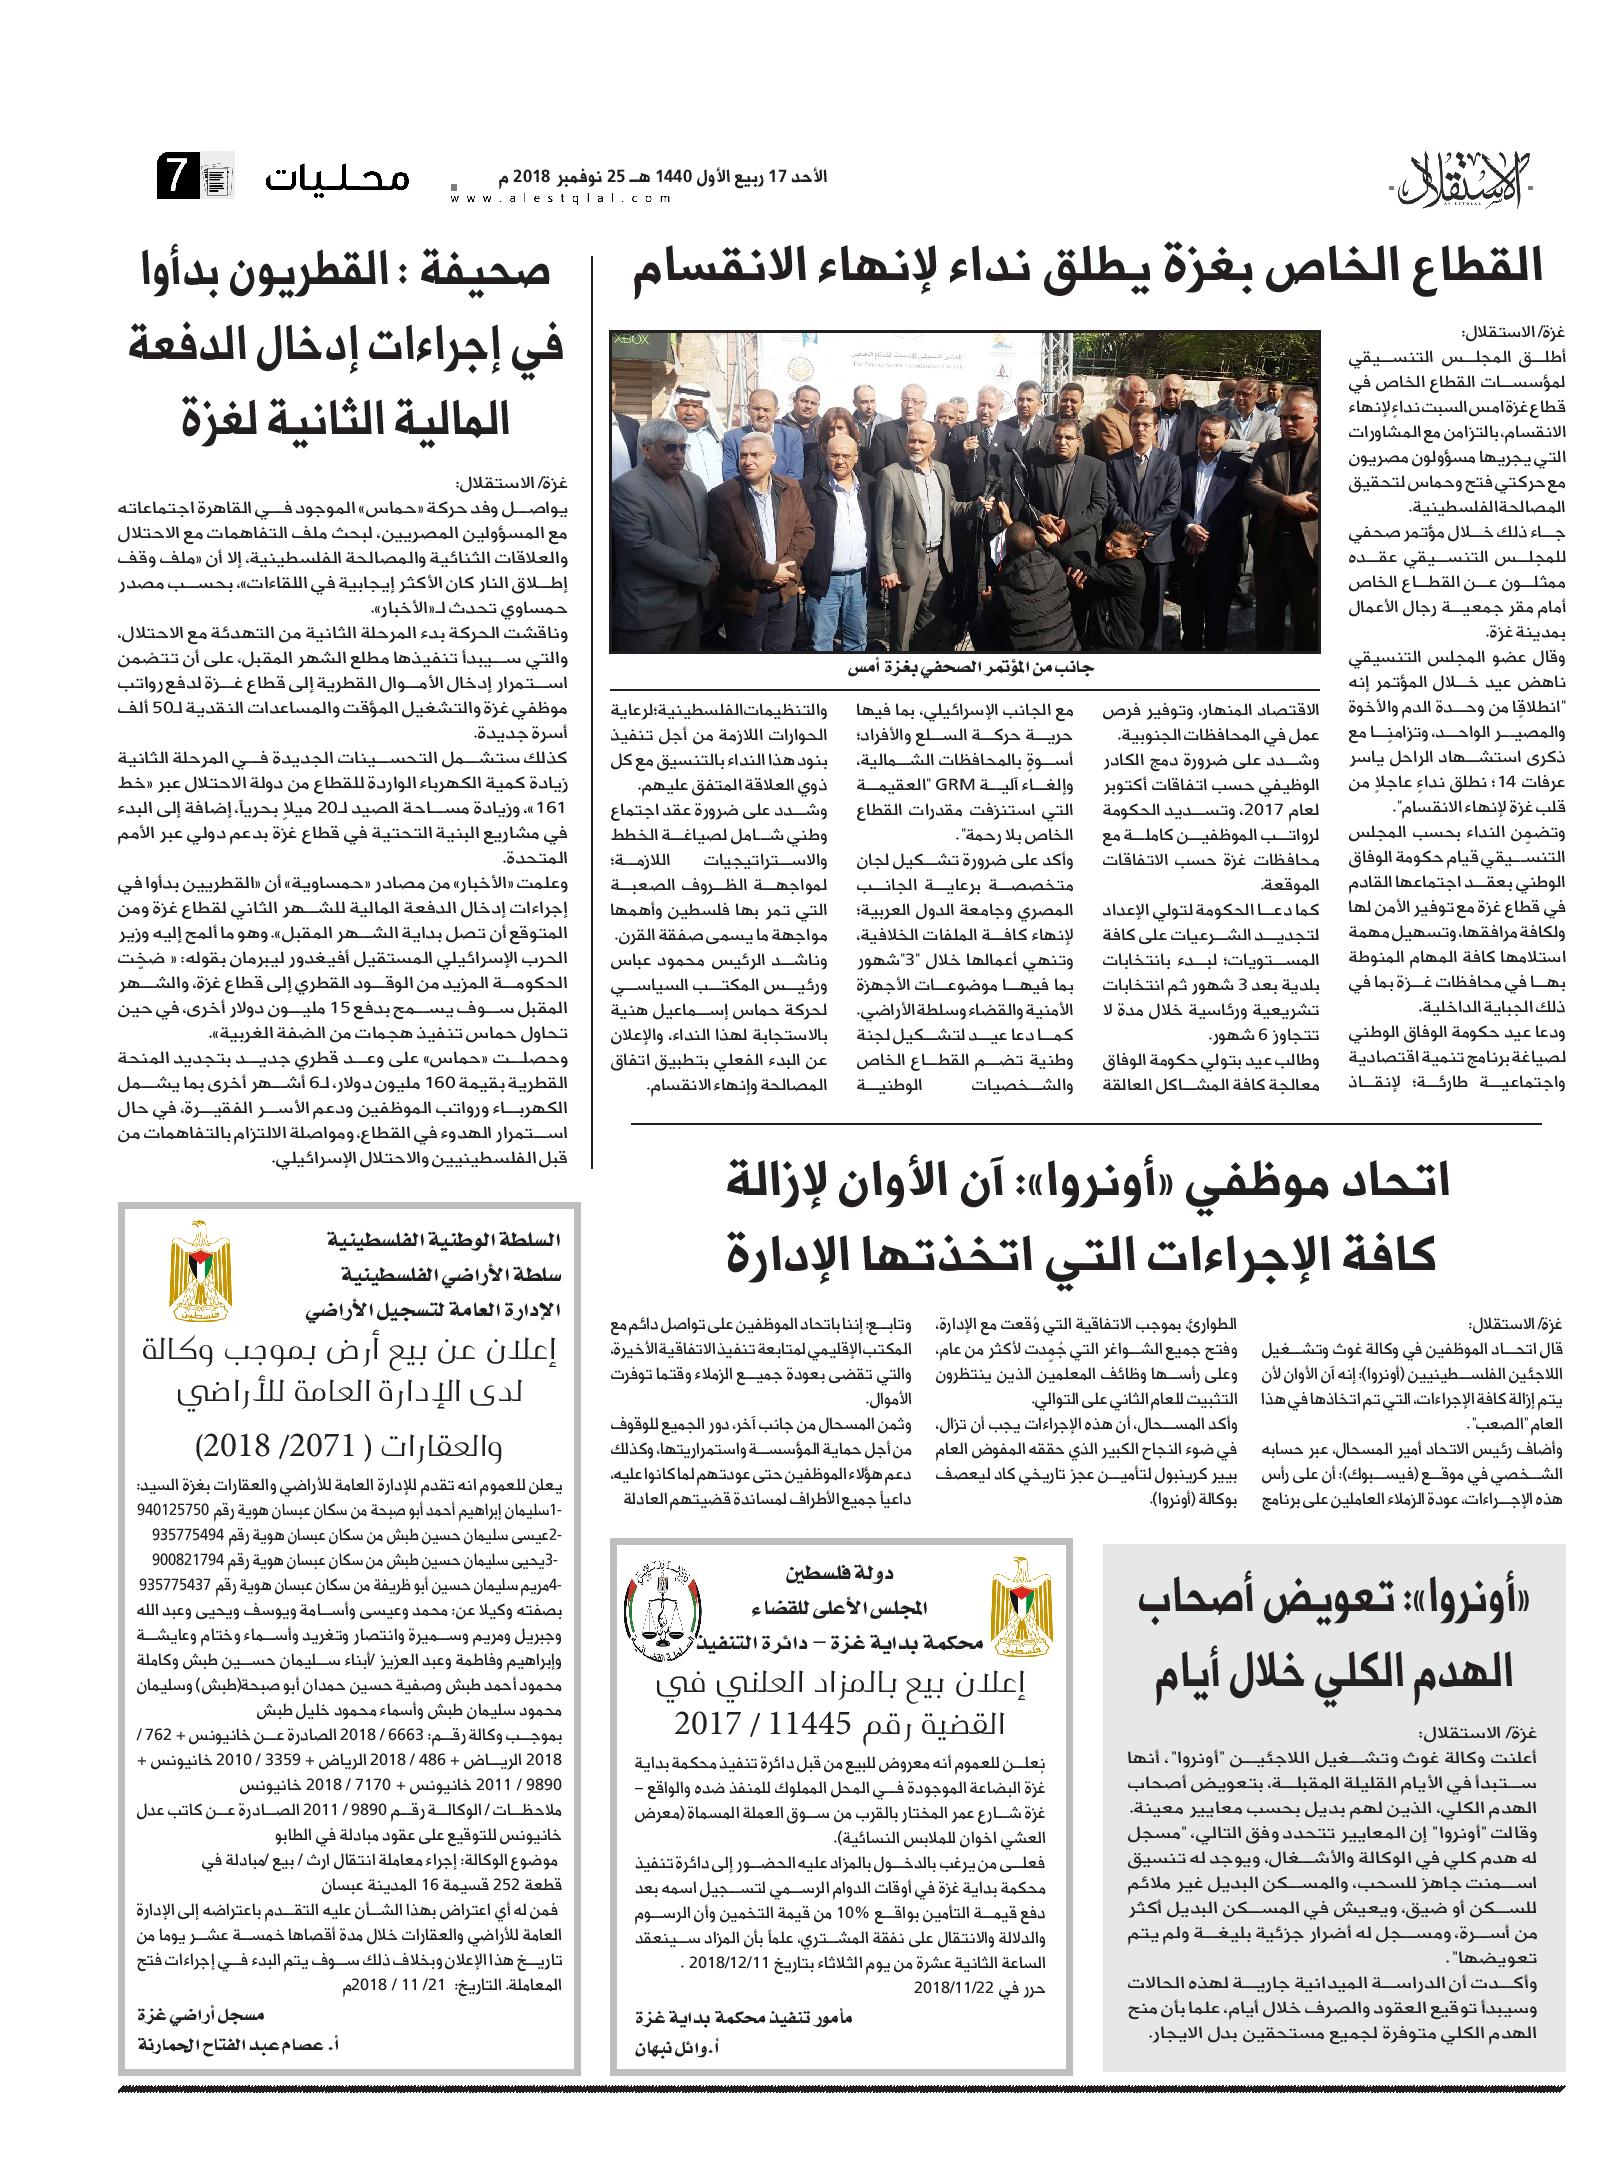 الاستقلال
الأحد 17 ربيع الأول 1440 هـ 25 نوفمبر 2018 م
www.alestqlal.com
محليات
7
القطاع الخاص بغزة يطلق نداء لإنهاء الانقسام
غزة/ الاستقلال:
أطلق المجلس التنسيقي
لمؤسسات القطاع الخاص في
قطاع غزة امس السبت نداءً لإنهاء
الانقسام، بالتزامن مع المشاورات
التي يجريها مسؤولون مصريون
مع حركتي فتح وحماس لتحقيق
المصالحة الفلسطينية.
جاء ذلك خلال مؤتمر صحفي
للمجلس التنسيقي عقده
ممثلون عن القطاع الخاص
أمام مقر جمعية رجال الأعمال
بمدينة غزة.
وقال عضو المجلس التنسيقي
ناهض عيد خلال المؤتمر إنه
"انطلاقًا من وحدة الدم والأخوة
والمصير الواحد، وتزامنًا مع
ذكرى استشهاد الراحل ياسر
عرفات 14؛ نطلق نداءً عاجلًا من
قلب غزة لإنهاء الانقسام".
وتضمّن النداء بحسب المجلس
التنسيقي قيام حكومة الوفاق
الوطني بعقد اجتماعها القادم
في قطاع غزة مع توفير الأمن لها
ولكافة مرافقها، وتسهيل مهمة
استلامها كافة المهام المنوطة
بها في محافظات غزة بما في
ذلك الجباية الداخلية.
ودعا عيد حكومة الوفاق الوطني
لصياغة برنامج تنمية اقتصادية
واجتماعية طارئة؛ لإنقاذ
جانب من المؤتمر الصحفي بغزة أمس
الاقتصاد المنهار، وتوفير فرص
عمل في المحافظات الجنوبية.
وشدد على ضرورة دمج الكادر
الوظيفي حسب اتفاقات أكتوبر
لعام 2017، وتسديد الحكومة
لرواتب الموظفين كاملة مع
محافظات غزة حسب الاتفاقات
الموقعة.
كما دعا الحكومة لتولي الإعداد
لتجديد الشرعيات على كافة
المستويات؛ لبدء بانتخابات
بلدية بعد 3 شهور ثم انتخابات
تشريعية ورئاسية خلال مدة لا
تتجاوز 6 شهور.
وطالب عيد بتولي حكومة الوفاق
معالجة كافة المشاكل العالقة
مع الجانب الإسرائيلي، بما فيها
حرية حركة السلع والأفراد؛
أسوةٍ بالمحافظات الشمالية،
وإلغاء آلية GRM "العقيمة
التي استنزفت مقدرات القطاع
الخاص بلا رحمة".
وأكد على ضرورة تشكيل لجان
متخصصة برعاية الجانب
المصري وجامعة الدول العربية؛
لإنهاء كافة الملفات الخلافية،
وتنهي أعمالها خلال "3"شهور
بما فيها موضوعات الأجهزة
الأمنية والقضاء وسلطة الأراضي.
كما دعا عيد لتشكيل لجنة
وطنية تضم القطاع الخاص
والشخصيات الوطنية
والتنظيمات الفلسطينية؛ لرعاية
الحوارات اللازمة من أجل تنفيذ
بنود هذا النداء بالتنسيق مع كل
ذوي العلاقة المتفق عليهم.
وشدد على ضرورة عقد اجتماع
وطني شامل لصياغة الخطط
والاستراتيجيات اللازمة؛
لمواجهة الظروف الصعبة
التي تمر بها فلسطين وأهمها
مواجهة ما يسمى صفقة القرن.
وناشد الرئيس محمود عباس
ورئيس المكتب السياسي
لحركة حماس إسماعيل هنية
بالاستجابة لهذا النداء، والإعلان
عن البدء الفعلي بتطبيق اتفاق
المصالحة وإنهاء الانقسام.
صحيفة : القطريون بدأوا
في إجراءات إدخال الدفعة
المالية الثانية لغزة
غزة/ الاستقلال:
يواصل وفد حركة «حماس» الموجود في القاهرة اجتماعاته
مع المسؤولين المصريين، لبحث ملف التفاهمات مع الاحتلال
والعلاقات الثنائية والمصالحة الفلسطينية، إلا أن «ملف وقف
إطلاق النار كان الأكثر إيجابية في اللقاءات»، بحسب مصدر
حمساوي تحدث لـ«الأخبار».
وناقشت الحركة بدء المرحلة الثانية من التهدئة مع الاحتلال،
والتي سيبدأ تنفيذها مطلع الشهر المقبل، على أن تتضمن
استمرار إدخال الأموال القطرية إلى قطاع غزة لدفع رواتب
موظفي غزة والتشغيل المؤقت والمساعدات النقدية لـ50 ألف
أسرة جديدة.
كذلك ستشمل التحسينات الجديدة في المرحلة الثانية
زيادة كمية الكهرباء الواردة للقطاع من دولة الاحتلال عبر «خط
161»، وزيادة مساحة الصيد لـ20 ميلاً بحرياً، إضافة إلى البدء
في مشاريع البنية التحتية في قطاع غزة بدعم دولي عبر الأمم
المتحدة.
وعلمت «الأخبار» من مصادر «حمساوية» أن «القطريين بدأوا في
إجراءات إدخال الدفعة المالية للشهر الثاني لقطاع غزة ومن
المتوقع أن تصل بداية الشهر المقبل». وهو ما ألمح إليه وزير
الحرب الإسرائيلي المستقيل أفيغدور ليبرمان بقوله: « ضخّت
الحكومة المزيد من الوقود القطري إلى قطاع غزة، والشهر
المقبل سوف يسمح بدفع 15 مليون دولار أخرى، في حين
تحاول حماس تنفيذ هجمات من الضفة الغربية».
وحصلت «حماس» على وعد قطري جديد بتجديد المنحة
القطرية بقيمة 160 مليون دولار، لـ6 أشهر أخرى بما يشمل
الكهرباء ورواتب الموظفين ودعم الأسر الفقيرة، في حال
استمرار الهدوء في القطاع، ومواصلة الالتزام بالتفاهمات من
قبل الفلسطينيين والاحتلال الإسرائيلي.
اتحاد موظفي «أونروا»: آن الأوان لإزالة
كافة الإجراءات التي اتخذتها الإدارة
غزة/ الاستقلال:
قال اتحاد الموظفين في وكالة غوث وتشغيل
اللاجئين الفلسطينيين (أونروا): إنه آن الأوان لأن
يتم إزالة كافة الإجراءات، التي تم اتخاذها في هذا
العام "الصعب".
وأضاف رئيس الاتحاد أمير المسحال، عبر حسابه
الشخصي في موقع (فيسبوك): أن على رأس
هذه الإجراءات، عودة الزملاء العاملين على برنامج
الطوارئ، بموجب الاتفاقية التي وُقعت مع الإدارة،
وفتح جميع الشواغر التي جُمدت لأكثر من عام،
وعلى رأسها وظائف المعلمين الذين ينتظرون
التثبيت للعام الثاني على التوالي.
وأكد المسحال، أن هذه الإجراءات يجب أن تزال،
في ضوء النجاح الكبير الذي حققه المفوض العام
بيير كرينبول لتأمين عجز تاريخي كاد ليعصف
بوكالة (أونروا).
وتابع: إننا باتحاد الموظفين على تواصل دائم مع
المكتب الإقليمي لمتابعة تنفيذ الاتفاقية الأخيرة،
والتي تقضى بعودة جميع الزملاء وقتما توفرت
الأموال.
وثمن المسحال من جانب آخر، دور الجميع للوقوف
من أجل حماية المؤسسة واستمراريتها، وكذلك
دعم هؤلاء الموظفين حتى عودتهم لما كانوا عليه،
داعياً جميع الأطراف لمساندة قضيتهم العادلة
«أونروا»: تعويض أصحاب
الهدم الكلي خلال أيام
غزة/ الاستقلال:
أعلنت وكالة غوث وتشغيل اللاجئين "أونروا"، أنها
ستبدأ في الأيام القليلة المقبلة، بتعويض أصحاب
الهدم الكلي، الذين لهم بديل بحسب معايير معينة.
وقالت "أونروا" إن المعايير تتحدد وفق التالي، "مسجل
له هدم كلي في الوكالة والأشغال، ويوجد له تنسيق
اسمنت جاهز للسحب، والمسكن البديل غير ملائم
للسكن أو ضيق، ويعيش في المسكن البديل أكثر
من أسرة، ومسجل له أضرار جزئية بليغة ولم يتم
تعويضها".
وأكدت أن الدراسة الميدانية جارية لهذه الحالات
وسيبدأ توقيع العقود والصرف خلال أيام، علما بأن منح
الهدم الكلي متوفرة لجميع مستحقين بدل الايجار.
دولة فلسطين
المجلس الأعلى للقضاء
محكمة بداية غزة – دائرة التنفيذ
إعلان بيع بالمزاد العلني في
القضية رقم 11445 / 2017
نعلن للعموم أنه معروض للبيع من قبل دائرة تنفيذ محكمة بداية
غزة البضاعة الموجودة في المحل المملوك للمنفذ ضده والواقع –
غزة شارع عمر المختار بالقرب من سوق العملة المسماة (معرض
العشي اخوان للملابس النسائية).
فعلى من يرغب بالدخول بالمزاد عليه الحضور إلى دائرة تنفيذ
محكمة بداية غزة في أوقات الدوام الرسمي لتسجيل اسمه بعد
دفع قيمة التأمين بواقع 10% من قيمة التخمين وأن الرسوم
والدلالة والانتقال على نفقة المشتري، علماً بأن المزاد سينعقد
الساعة الثانية عشرة من يوم الثلاثاء بتاريخ 2018/12/11 .
حرر في 2018/11/22
مأمور تنفيذ محكمة بداية غزة
أ.وائل نبهان
السلطة الوطنية الفلسطينية
سلطة الأراضي الفلسطينية
الإدارة العامة لتسجيل الأراضي
إعلان عن بيع أرض بموجب وكالة
لدى الإدارة العامة للأراضي
والعقارات ( 2071/ 2018)
يعلن للعموم انه تقدم للإدارة العامة للأراضي والعقارات بغزة السيد:
-1سليمان إبراهيم أحمد أبو صبحة من سكان عبسان هوية رقم 940125750
-2عيسى سليمان حسين طبش من سكان عبسان هوية رقم 935775494
-3يحيى سليمان حسين طبش من سكان عبسان هوية رقم 900821794
-4مريم سليمان حسين أبو ظريفة من سكان عبسان هوية رقم 935775437
بصفته وكيلا عن: محمد وعيسى وأسامة ويوسف ويحيى وعبد الله
وجبريل ومريم وسميرة وانتصار وتغريد وأسماء وختام وعايشة
وإبراهيم وفاطمة وعبد العزيز /أبناء سليمان حسين طبش وكاملة
محمود أحمد طبش وصفية حسين حمدان أبو صبحة(طبش) وسليمان
محمود سليمان طبش وأسماء محمود خليل طبش
بموجب وكالة رقم: 6663 / 2018 الصادرة عن خانيونس + 762 /
2018 الرياض + 486 / 2018 الرياض + 3359 / 2010 خانيونس +
9890 / 2011 خانيونس + 7170 / 2018 خانيونس
ملاحظات / الوكالة رقم 9890 / 2011 الصادرة عن كاتب عدل
خانيونس للتوقيع على عقود مبادلة في الطابو
موضوع الوكالة: إجراء معاملة انتقال ارث / بيع /مبادلة في
قطعة 252 قسيمة 16 المدينة عبسان
فمن له أي اعتراض بهذا الشأن عليه التقدم باعتراضه إلى الإدارة
العامة للأراضي والعقارات خلال مدة أقصاها خمسة عشر يوما من
تاريخ هذا الإعلان وبخلاف ذلك سوف يتم البدء في إجراءات فتح
المعاملة. التاريخ: 21/ 11 / 2018م
مسجل أراضي غزة
أ. عصام عبد الفتاح الحمارنة